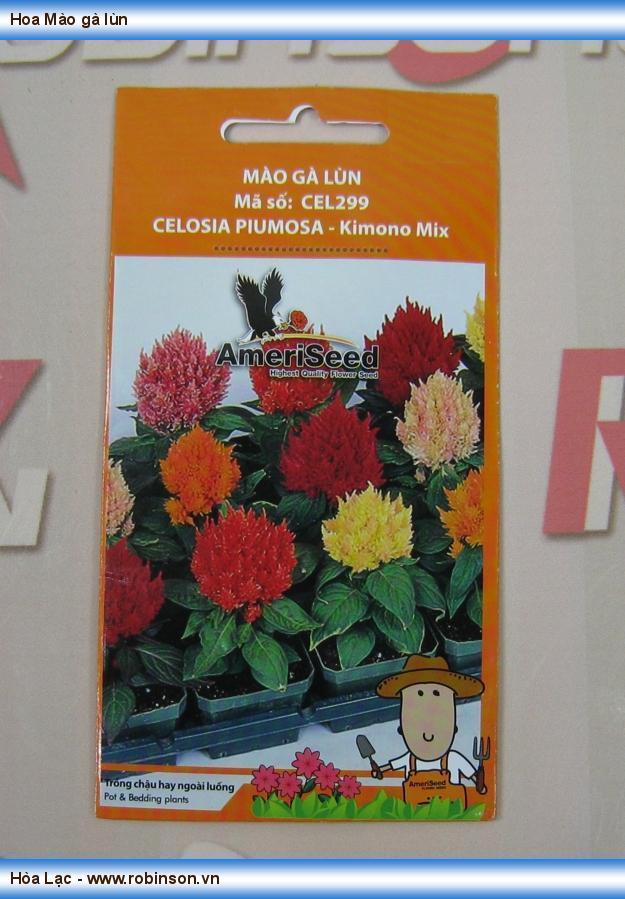 Hoa Mào gà lùn
MÀO GÀ LÙN
Mã số: CEL299
CELOSIA PIUMOSA - Kimono Mix
AmeriSeed
Highest Quality Flower Seed
AmeriSeed
Trồng chậu hay ngoài luống
Pot & Bedding plants
Hòa Lạc - www.robinson.vn